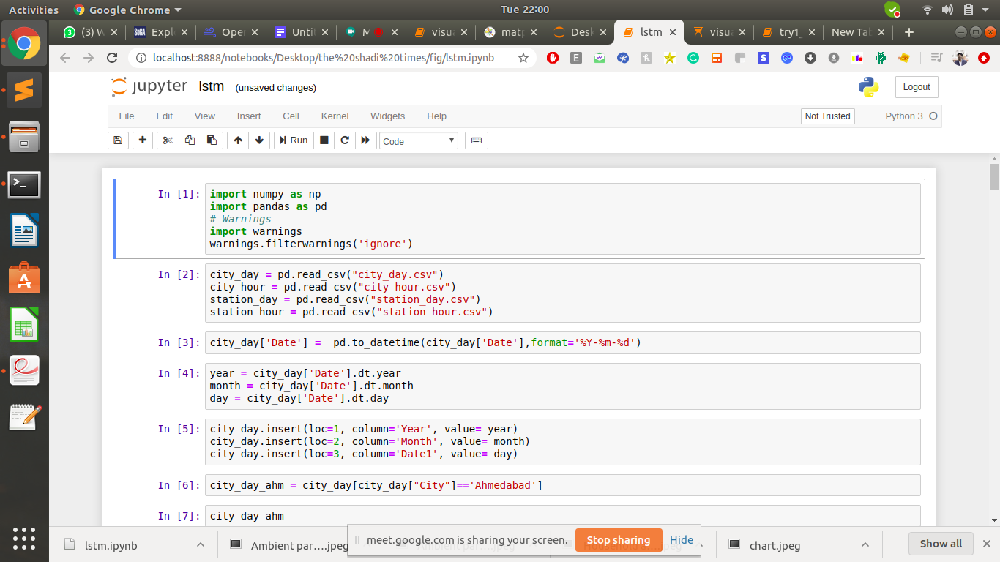 Activities Google Chrome Tue 22:00
(3) W Expl Ope Unti M visu matp Desk lstm visu try1_ New Tab
localhost:8888/notebooks/Desktop/the%20shadi%20times/fig/lstm.ipynb
jupyter lstm (unsaved changes) Logout
File Edit View Insert Cell Kernel Widgets Help Not Trusted Python 3
Run Code
In [1]: import numpy as np
import pandas as pd
# Warnings
import warnings
warnings.filterwarnings('ignore')
In [2]: city_day = pd.read_csv("city_day.csv")
city_hour = pd.read_csv("city_hour.csv")
station_day = pd.read_csv("station_day.csv")
station_hour = pd.read_csv("station_hour.csv")
In [3]: city_day['Date'] =  pd.to_datetime(city_day['Date'],format='%Y-%m-%d')
In [4]: year = city_day['Date'].dt.year
month = city_day['Date'].dt.month
day = city_day['Date'].dt.day
In [5]: city_day.insert(loc=1, column='Year', value= year)
city_day.insert(loc=2, column='Month', value= month)
city_day.insert(loc=3, column='Date1', value= day)
In [6]: city_day_ahm = city_day[city_day["City"]=='Ahmedabad']
In [7]: city_day_ahm
meet.google.com is sharing your screen. Stop sharing Hide
lstm.ipynb Ambient par....jpeg chart.jpeg Show all